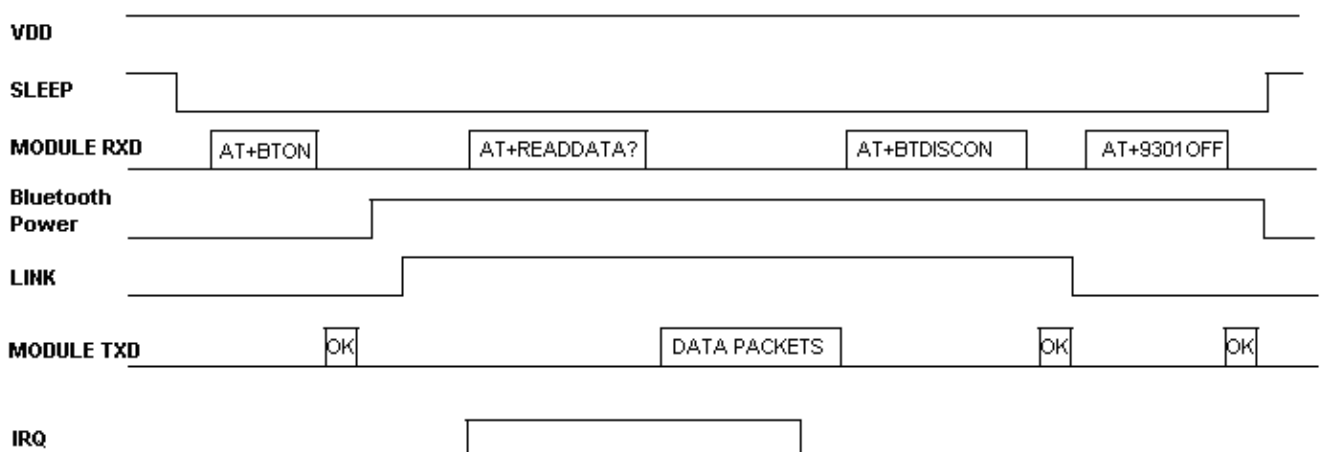 VDD
SLEEP
MODULE RXD AT+BTON AT+READDATA? AT+BTDISCON AT+9301OFF
Bluetooth
Power
LINK
MODULE TXD OK DATA PACKETS OK OK
IRQ